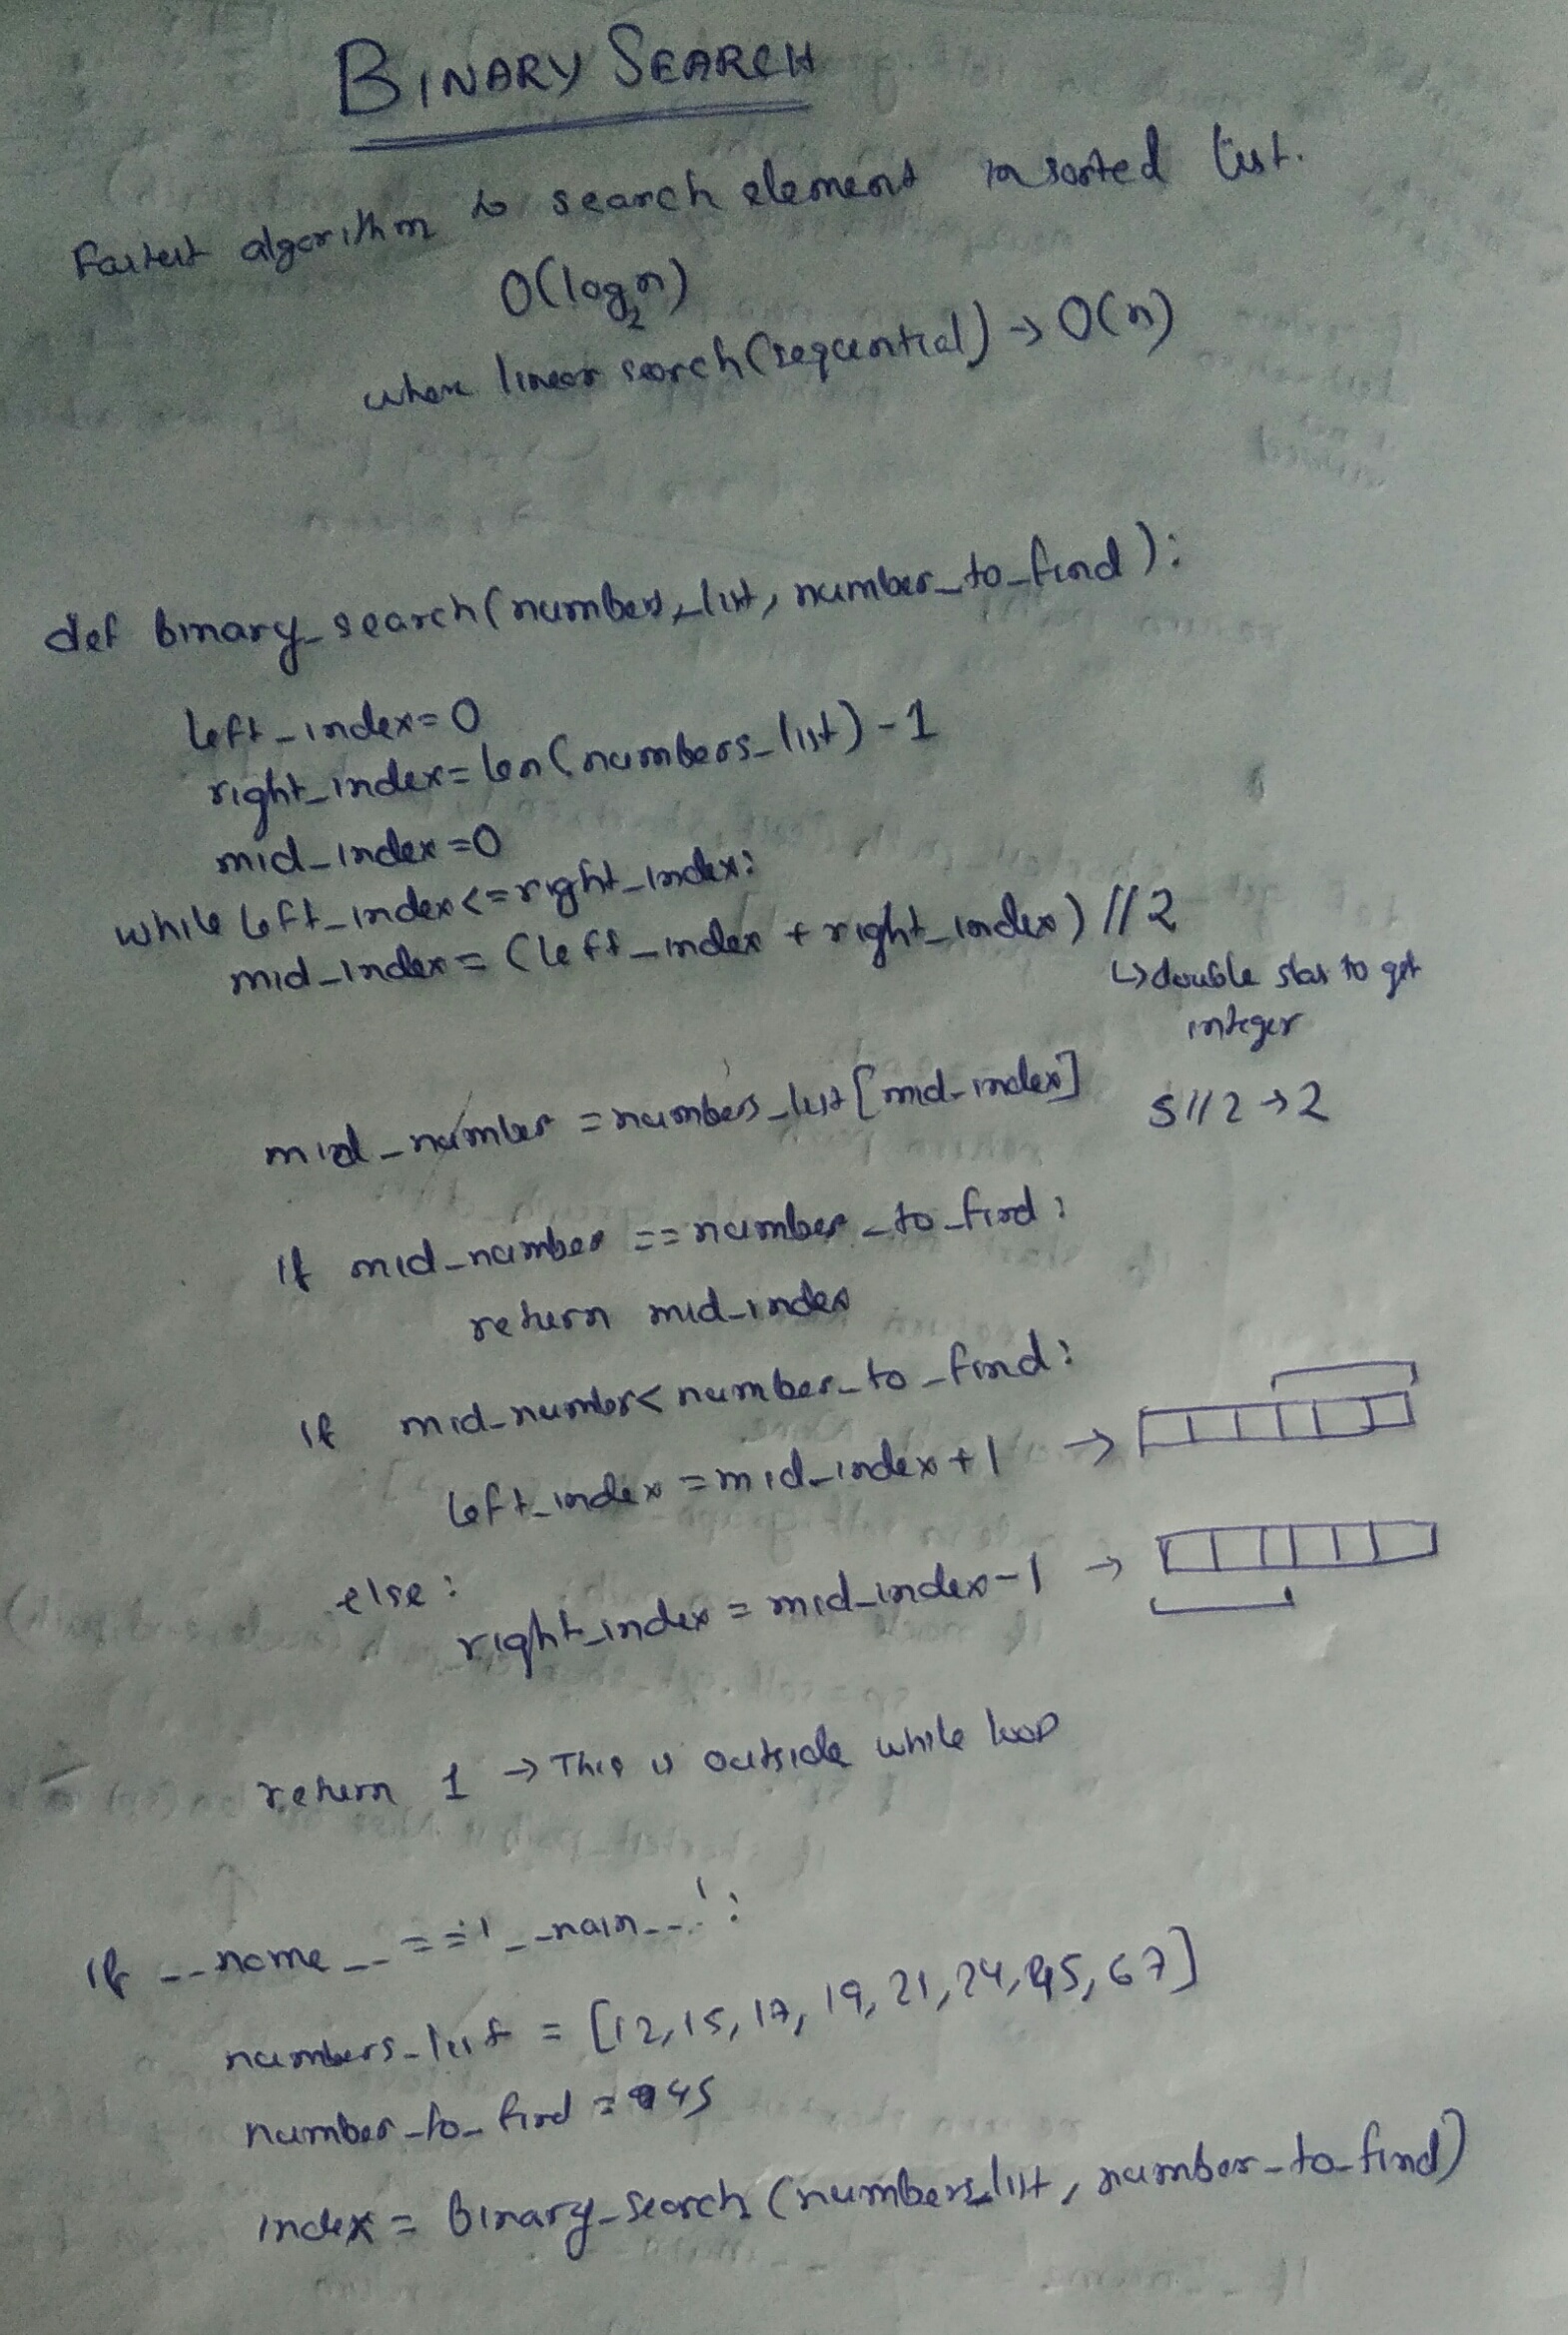 BINARY SEARCH
Fastest algorithm to search element in sorted list.
O(log₂n)
where linear search (sequential) → O(n)
def binary_search(numbers_list, number_to_find):
left_index=0
right_index=len(numbers_list)-1
mid_index=0
while left_index<=right_index:
mid_index=(left_index + right_index)//2
↳ double slas to get
integer
mid_number = numbers_list[mid_index]
5//2→2
if mid_number == number_to_find:
return mid_index
if mid_number< number_to_find:
left_index = mid_index+1 →
else:
right_index = mid_index-1 →
return 1 → This is outside while loop
if __name__=='__main__':
numbers_list = [12,15,17,19,21,24,45,67]
number_to_find = 45
index = binary_search(numbers_list, number_to_find)